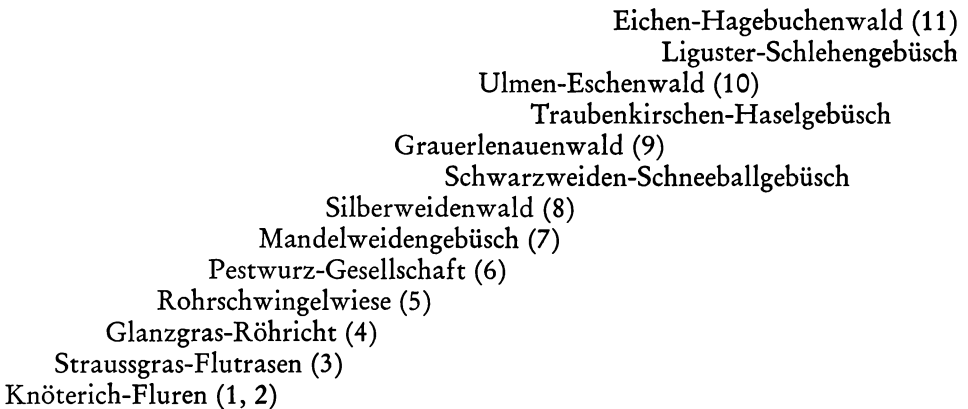 Eichen-Hagebuchenwald (11)
Liguster-Schlehengebüsch
Ulmen-Eschenwald (10)
Traubenkirschen-Haselgebüsch
Grauerlenauenwald (9)
Schwarzweiden-Schneeballgebüsch
Silberweidenwald (8)
Mandelweidengebüsch (7)
Pestwurz-Gesellschaft (6)
Rohrschwingelwiese (5)
Glanzgras-Röhricht (4)
Straussgras-Flutrasen (3)
Knöterich-Fluren (1, 2)